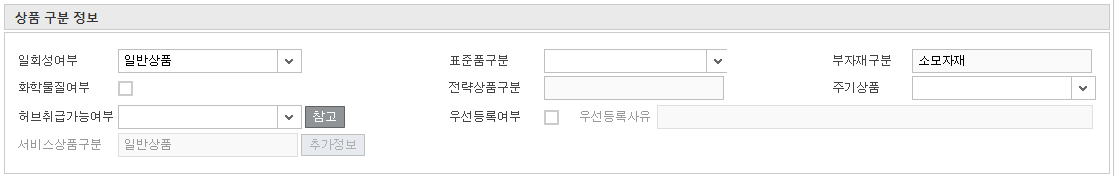 상품 구분 정보
일회성여부 일반상품 표준품구분 부자재구분 소모자재
화학물질여부 전략상품구분 주기상품
허브취급가능여부 참고 우선등록여부 우선등록사유
서비스상품구분 일반상품 추가정보